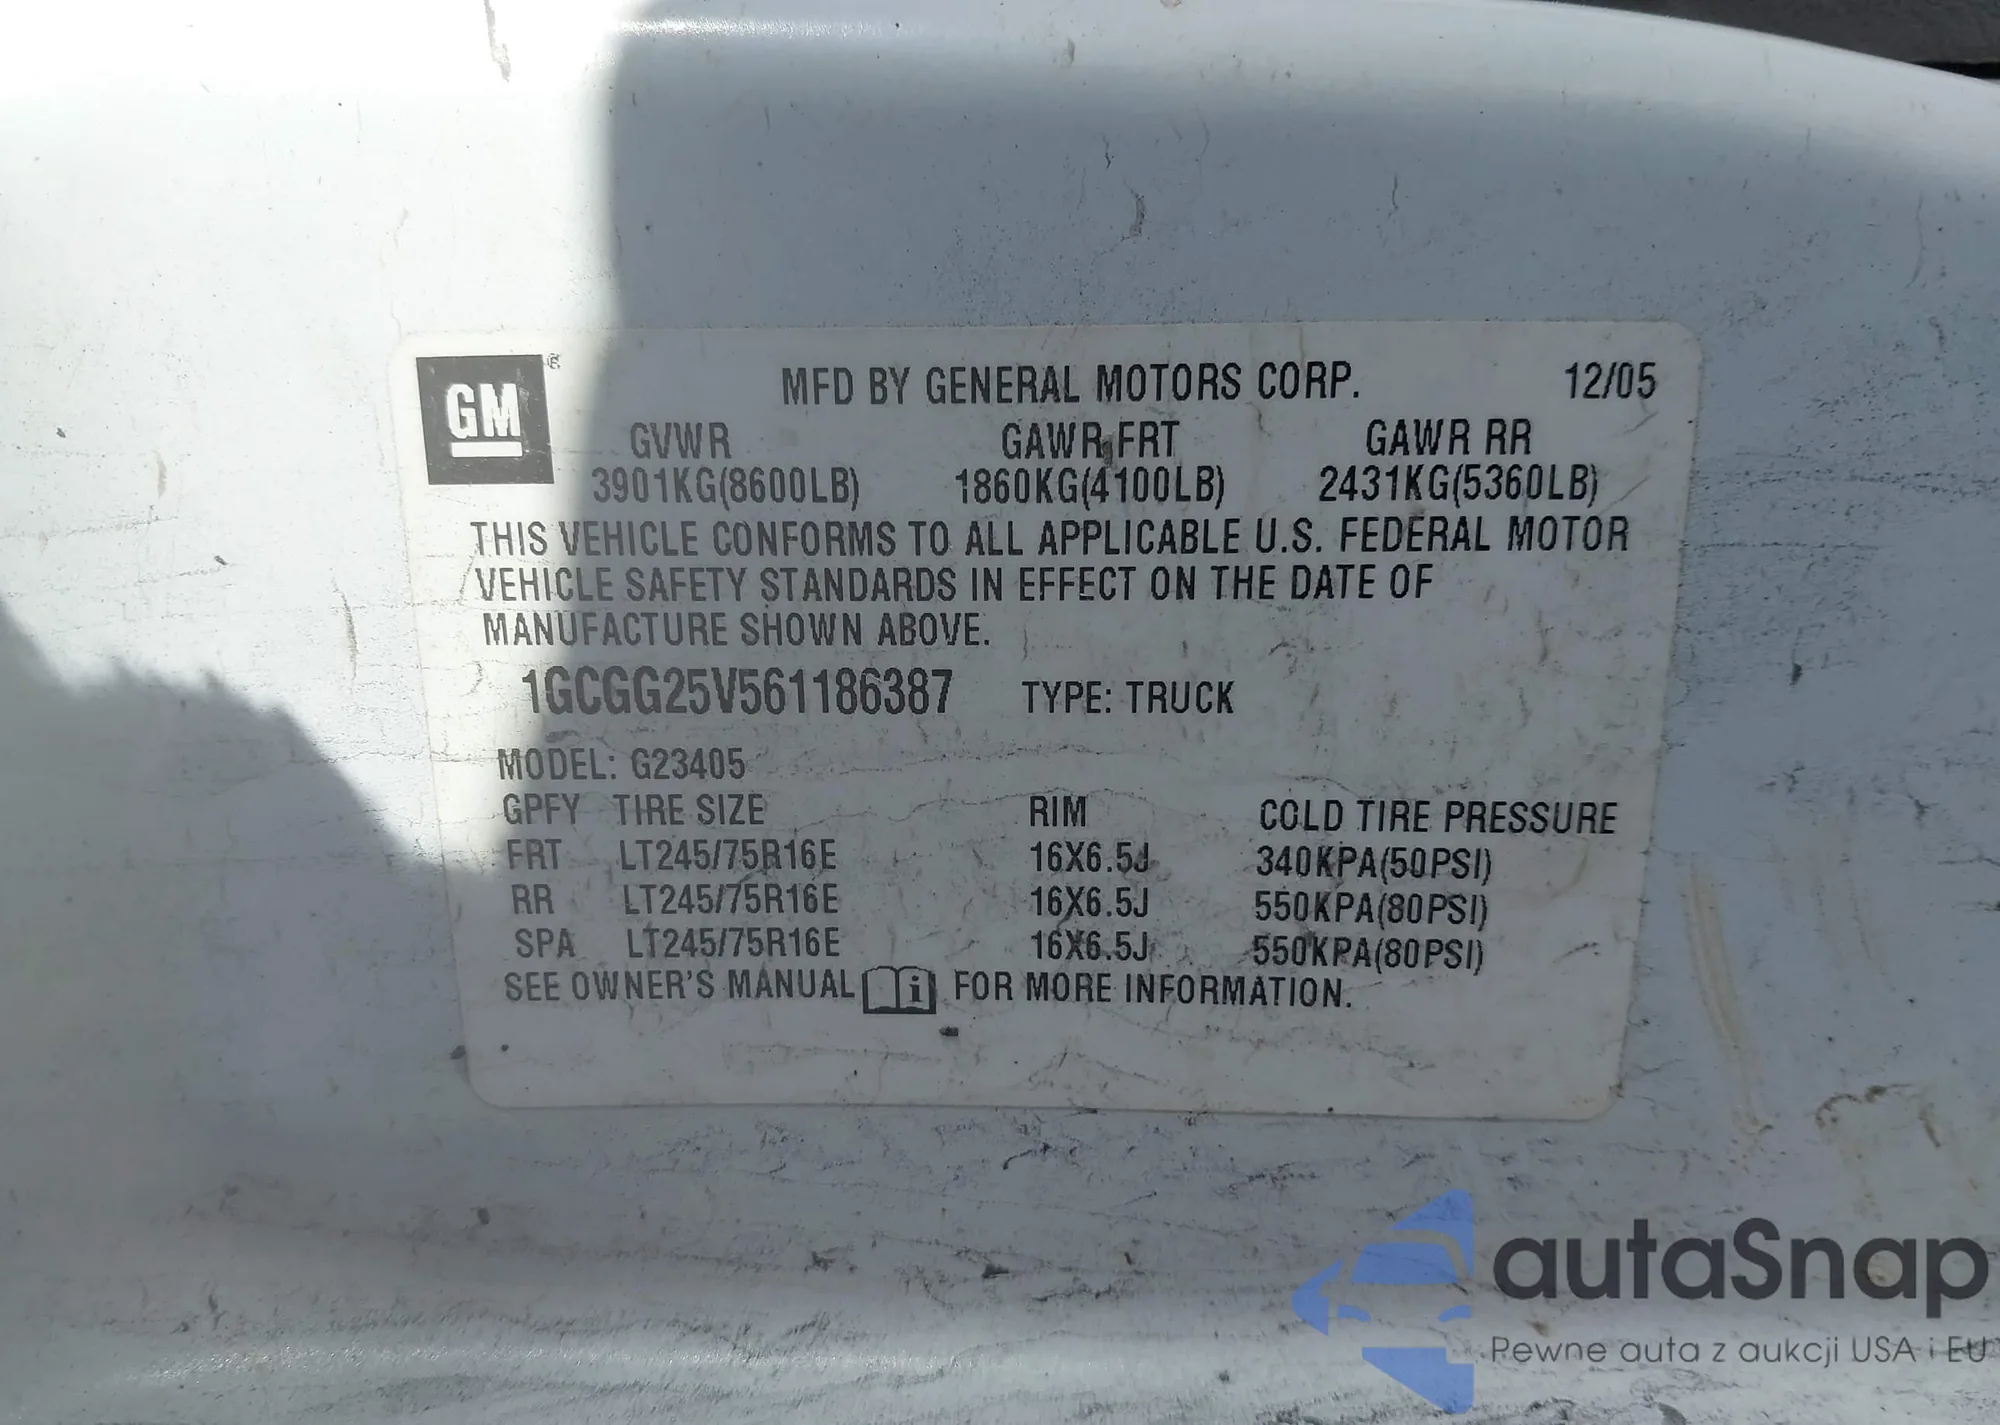 GM
MFD BY GENERAL MOTORS CORP. 12/05
GVWR GAWR FRT GAWR RR
3901KG(8600LB) 1860KG(4100LB) 2431KG(5360LB)
THIS VEHICLE CONFORMS TO ALL APPLICABLE U.S. FEDERAL MOTOR
VEHICLE SAFETY STANDARDS IN EFFECT ON THE DATE OF
MANUFACTURE SHOWN ABOVE.
1GCGG25V561186387 TYPE: TRUCK
MODEL: G23405
GPFY TIRE SIZE RIM COLD TIRE PRESSURE
FRT LT245/75R16E 16X6.5J 340KPA(50PSI)
RR LT245/75R16E 16X6.5J 550KPA(80PSI)
SPA LT245/75R16E 16X6.5J 550KPA(80PSI)
SEE OWNER'S MANUAL i FOR MORE INFORMATION.
autaSnap
Pewne auta z aukcji USA i EU